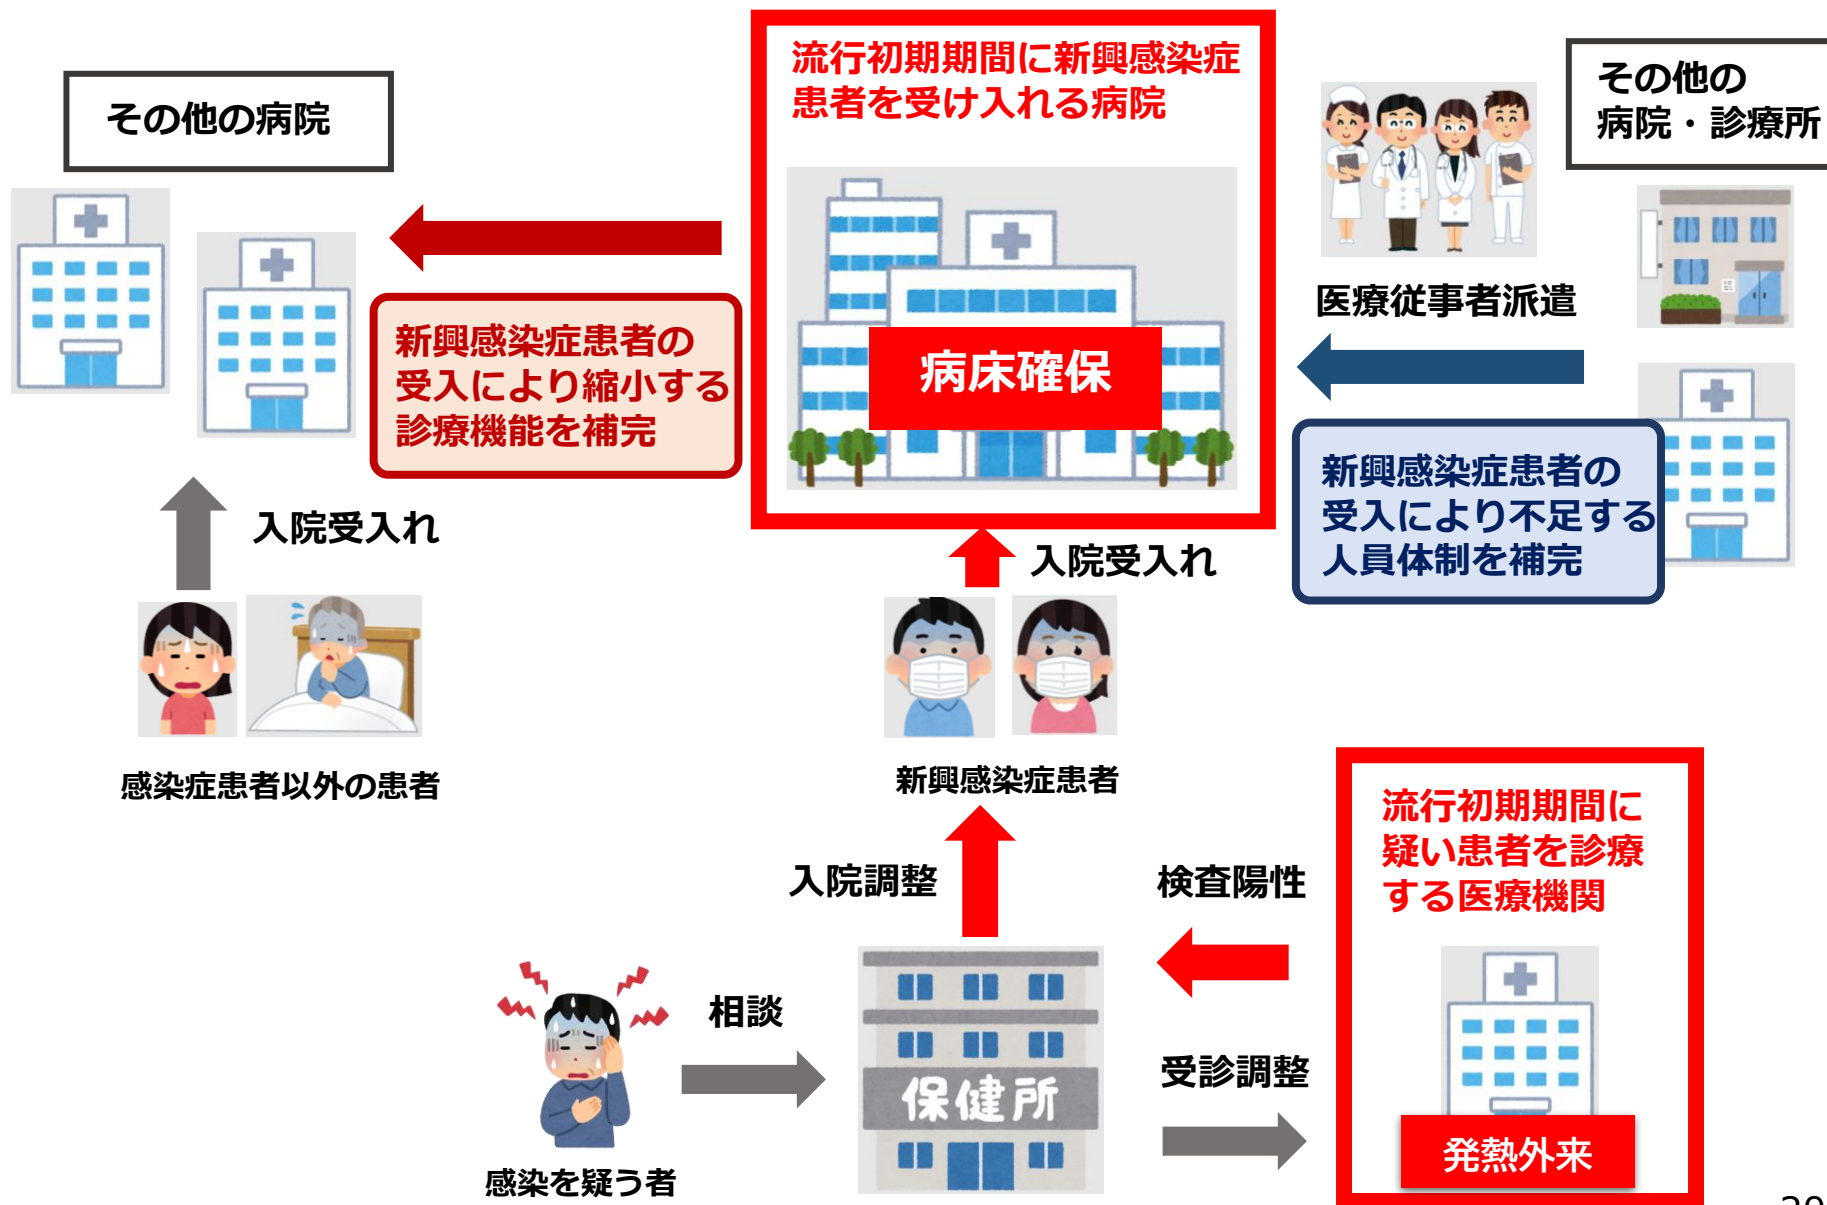 その他の病院
流行初期期間に新興感染症
患者を受け入れる病院
その他の
病院・診療所
医療従事者派遣
病床確保
新興感染症患者の
受入により縮小する
診療機能を補完
新興感染症患者の
受入により不足する
人員体制を補完
入院受入れ
入院受入れ
感染症患者以外の患者
新興感染症患者
流行初期期間に
疑い患者を診療
する医療機関
入院調整
検査陽性
相談
保健所
受診調整
発熱外来
感染を疑う者